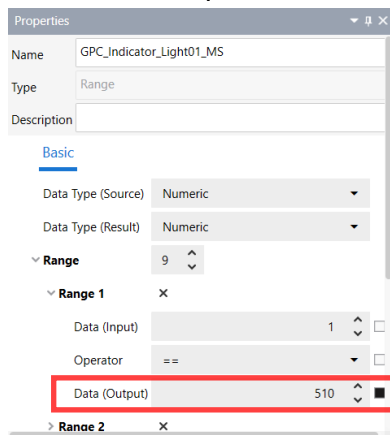 Properties
Name GPC_Indicator_Light01_MS
Type Range
Description
Basic
Data Type (Source) Numeric
Data Type (Result) Numeric
Range 9
Range 1 ×
Data (Input) 1
Operator ==
Data (Output) 510
Range 2 ×